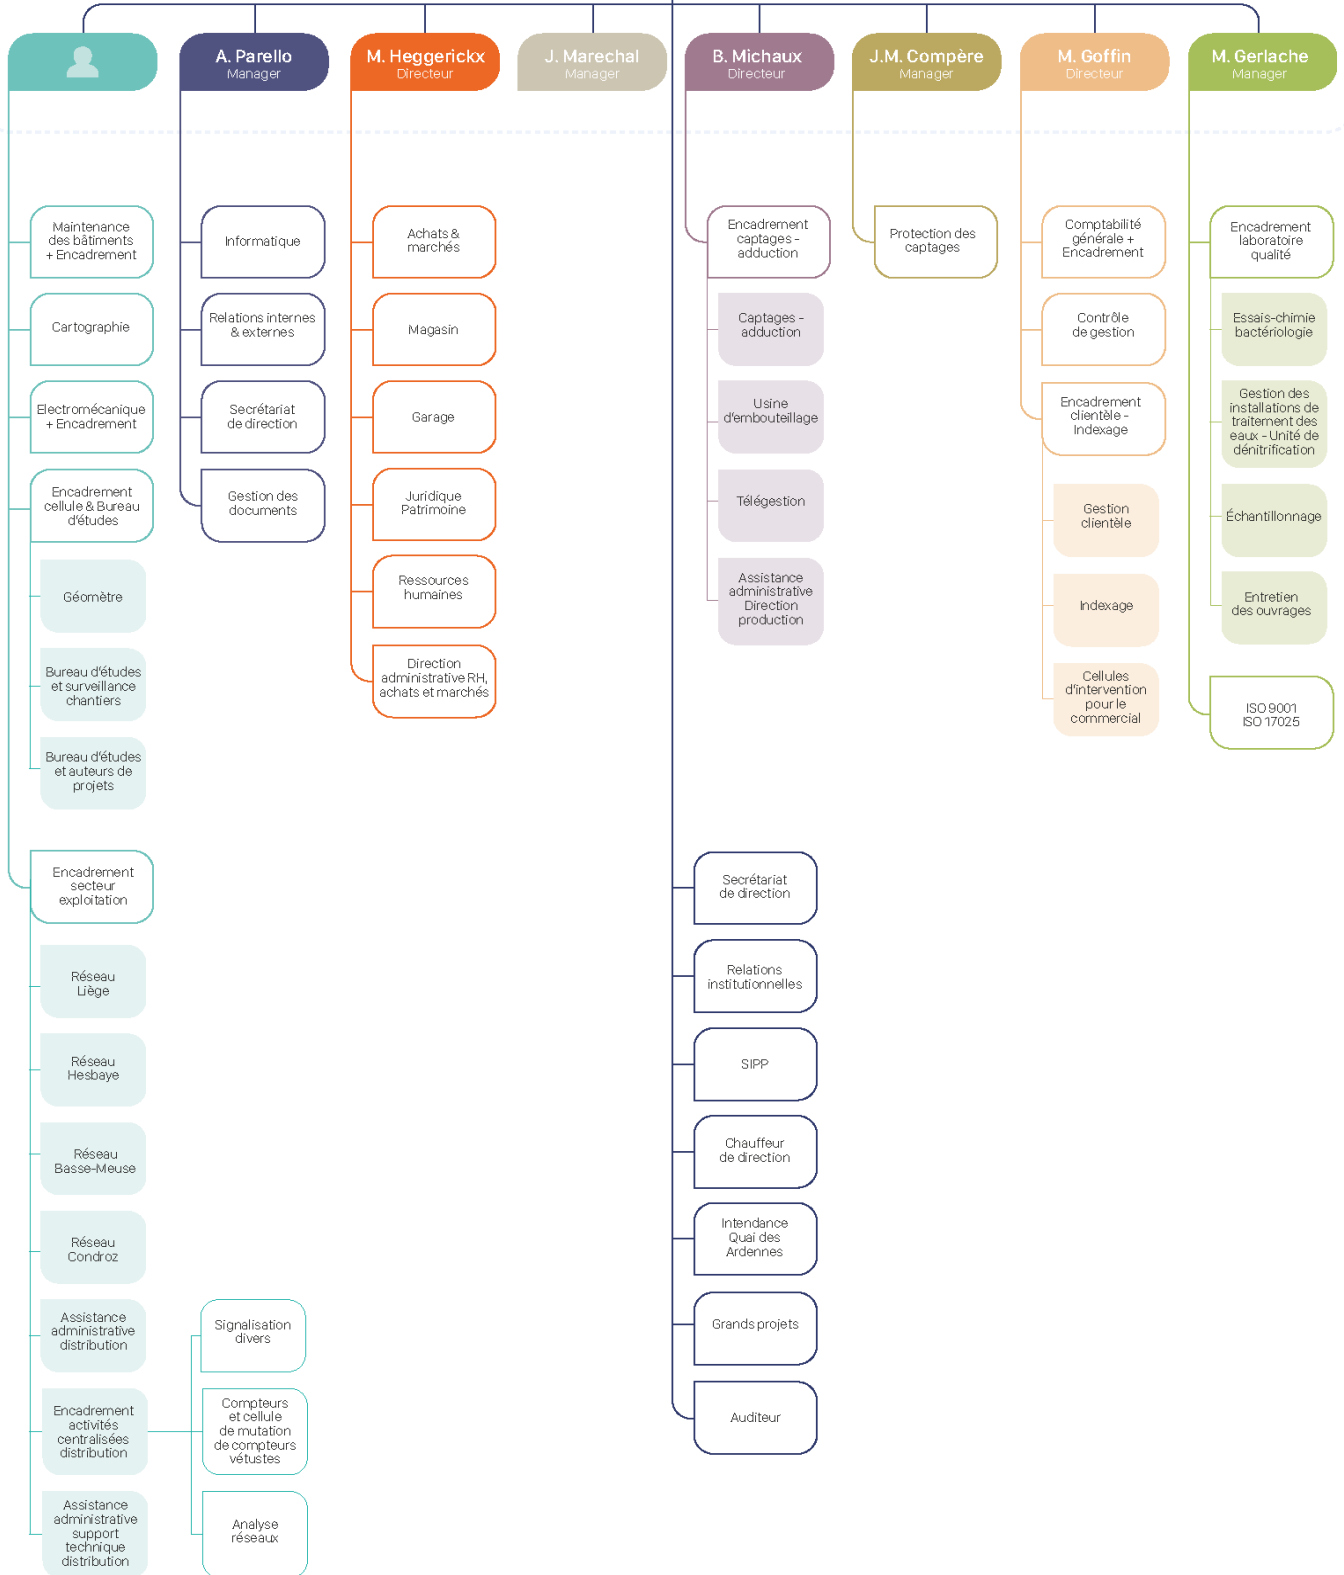 A. Parello
Manager
M. Heggerickx
Directeur
J. Marechal
Manager
B. Michaux
Directeur
J.M. Compère
Manager
M. Goffin
Directeur
M. Gerlache
Manager
Maintenance
des bâtiments
+ Encadrement
Cartographie
Electromécanique
+ Encadrement
Encadrement
cellule & Bureau
d'études
Géomètre
Bureau d'études
et surveillance
chantiers
Bureau d'études
et auteurs de
projets
Encadrement
secteur
exploitation
Réseau
Liège
Réseau
Hesbaye
Réseau
Basse-Meuse
Réseau
Condroz
Assistance
administrative
distribution
Encadrement
activités
centralisées
distribution
Assistance
administrative
support
technique
distribution
Signalisation
divers
Compteurs
et cellule
de mutation
de compteurs
vétustes
Analyse
réseaux
Informatique
Relations internes
& externes
Secrétariat
de direction
Gestion des
documents
Achats &
marchés
Magasin
Garage
Juridique
Patrimoine
Ressources
humaines
Direction
administrative RH,
achats et marchés
Encadrement
captages -
adduction
Captages -
adduction
Usine
d'embouteillage
Télégestion
Assistance
administrative
Direction
production
Secrétariat
de direction
Relations
institutionnelles
SIPP
Chauffeur
de direction
Intendance
Quai des
Ardennes
Grands projets
Auditeur
Protection des
captages
Comptabilité
générale +
Encadrement
Contrôle
de gestion
Encadrement
clientèle -
Indexage
Gestion
clientèle
Indexage
Cellules
d'intervention
pour le
commercial
Encadrement
laboratoire
qualité
Essais-chimie
bactériologie
Gestion des
installations de
traitement des
eaux - Unité de
dénitrification
Échantillonnage
Entretien
des ouvrages
ISO 9001
ISO 17025